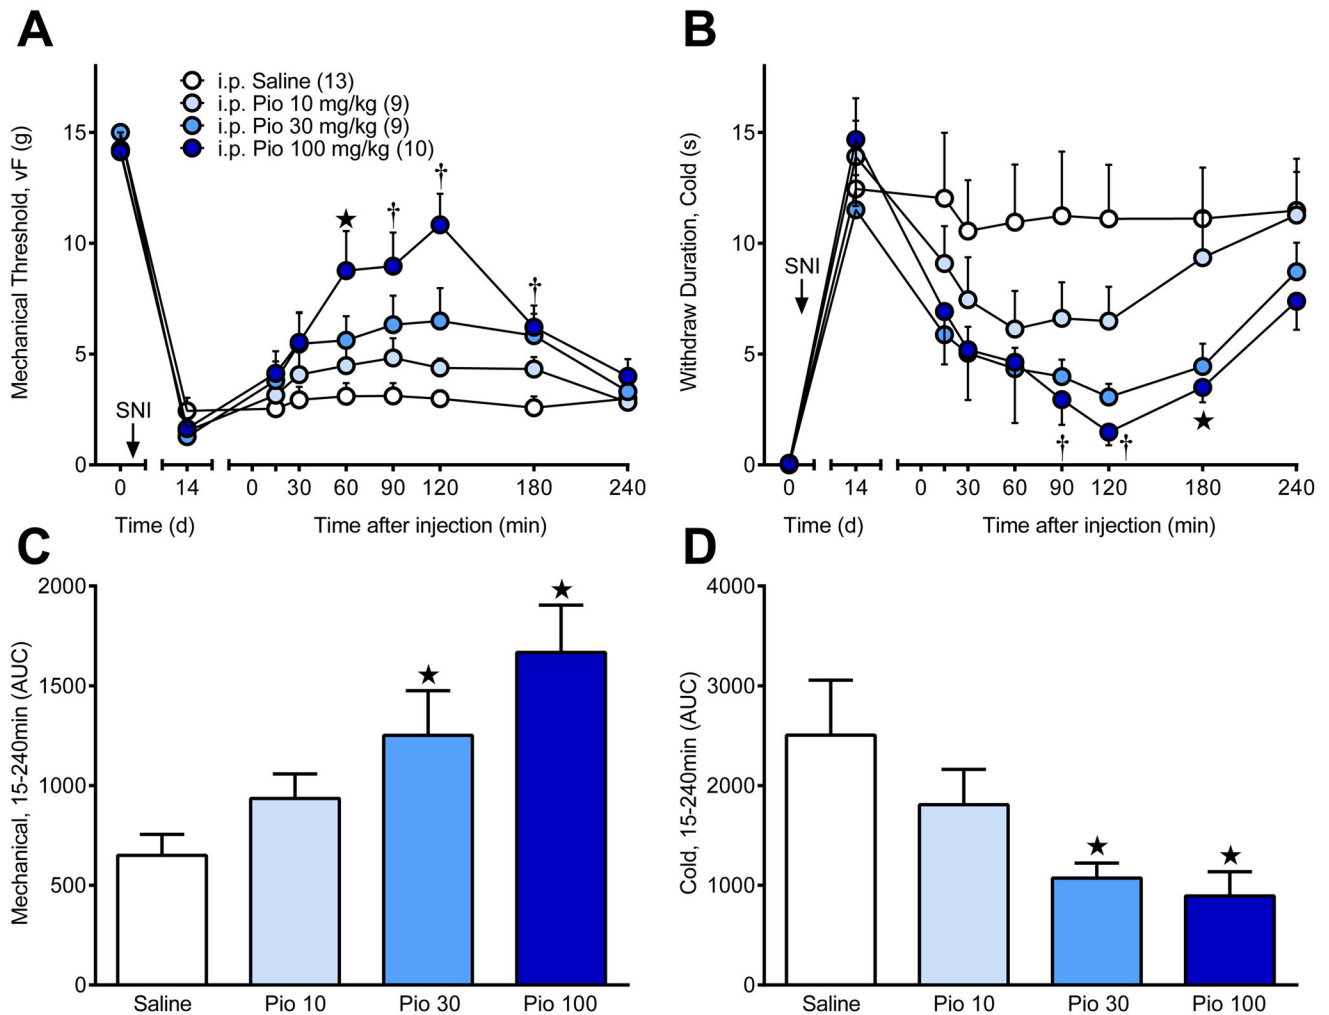 A
Mechanical Threshold, vF (g)
15
10
5
0
i.p. Saline (13)
i.p. Pio 10 mg/kg (9)
i.p. Pio 30 mg/kg (9)
i.p. Pio 100 mg/kg (10)
★ † † †
SNI
0 14 0 30 60 90 120 180 240
Time (d) Time after injection (min)
B
Withdraw Duration, Cold (s)
15
10
5
0
SNI
† † ★
0 14 0 30 60 90 120 180 240
Time (d) Time after injection (min)
C
Mechanical, 15-240min (AUC)
2000
1500
1000
500
0
★ ★
Saline Pio 10 Pio 30 Pio 100
D
Cold, 15-240min (AUC)
4000
3000
2000
1000
0
★ ★
Saline Pio 10 Pio 30 Pio 100